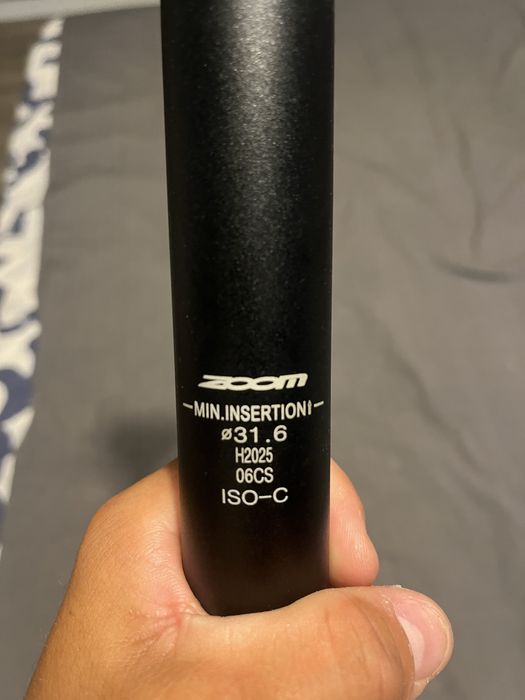 ZOOM
-MIN.INSERTION↑-
ø31.6
H2025
06CS
ISO-C